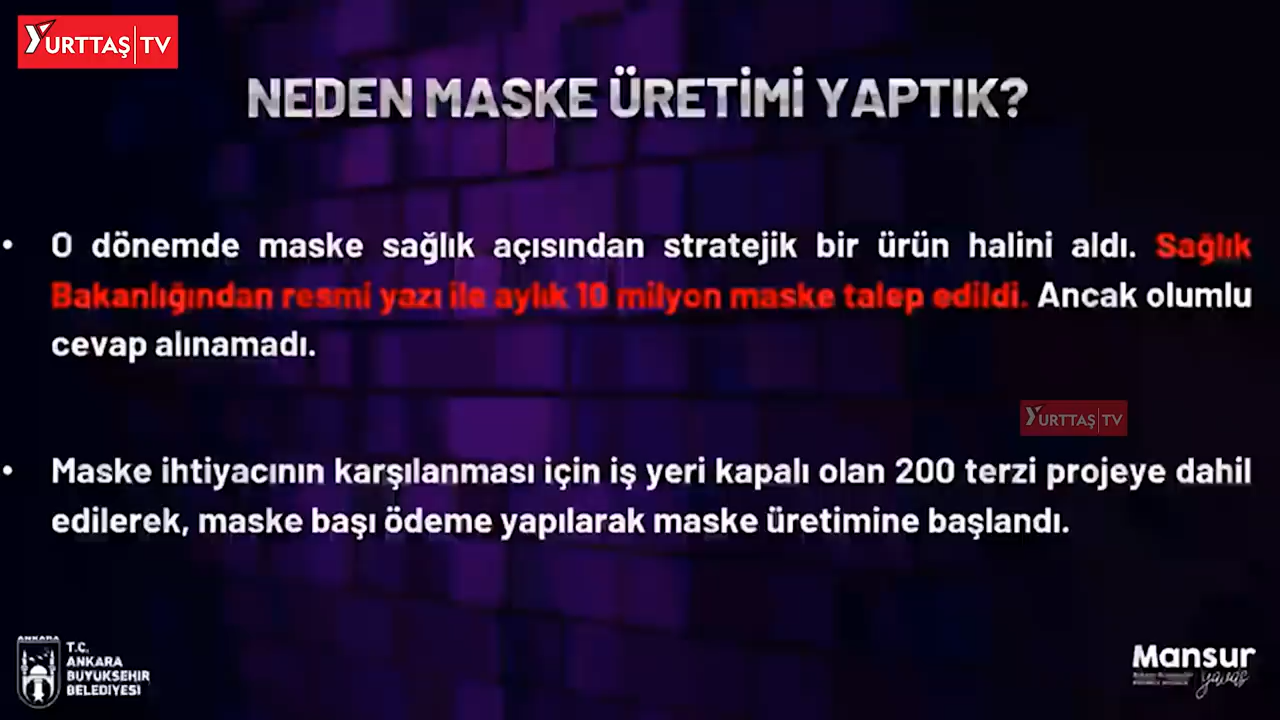 YURTTAŞ|TV
NEDEN MASKE ÜRETİMİ YAPTIK?
• O dönemde maske sağlık açısından stratejik bir ürün halini aldı. Sağlık
Bakanlığından resmi yazı ile aylık 10 milyon maske talep edildi. Ancak olumlu
cevap alınamadı.
YURTTAŞ|TV
• Maske ihtiyacının karşılanması için iş yeri kapalı olan 200 terzi projeye dahil
edilerek, maske başı ödeme yapılarak maske üretimine başlandı.
ANKARA
T.C.
ANKARA
BÜYÜKŞEHİR
BELEDİYESİ
Mansur
yavaş